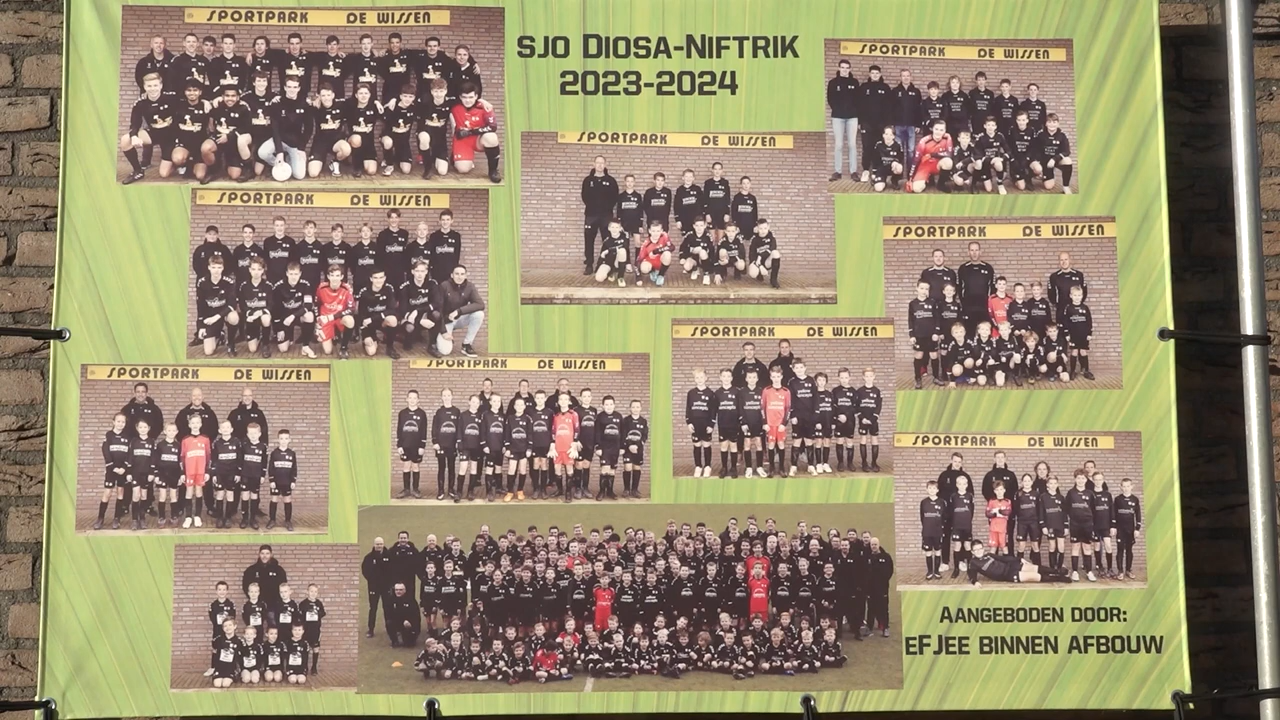 SPORTPARK DE WISSEN
SJO DIOSA-NIFTRIK
2023-2024
SPORTPARK DE WISSEN
SPORTPARK DE WISSEN
SPORTPARK DE WISSEN
SPORTPARK DE WISSEN
SPORTPARK DE WISSEN
SPORTPARK DE WISSEN
SPORTPARK DE WISSEN
SPORTPARK DE WISSEN
AANGEBODEN DOOR:
EFJEE BINNEN AFBOUW